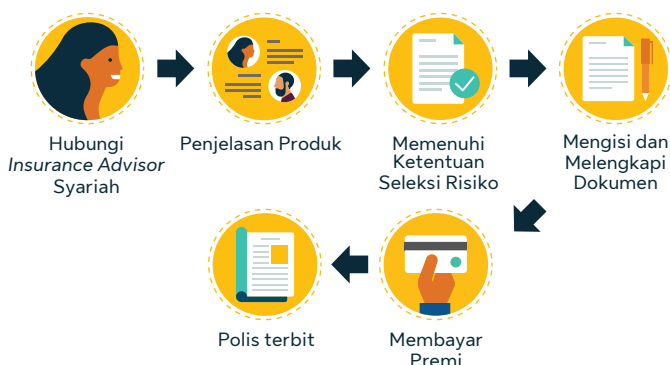 Hubungi
Insurance Advisor
Syariah
Penjelasan Produk
Memenuhi
Ketentuan
Seleksi Risiko
Mengisi dan
Melengkapi
Dokumen
Polis terbit
Membayar
Premi